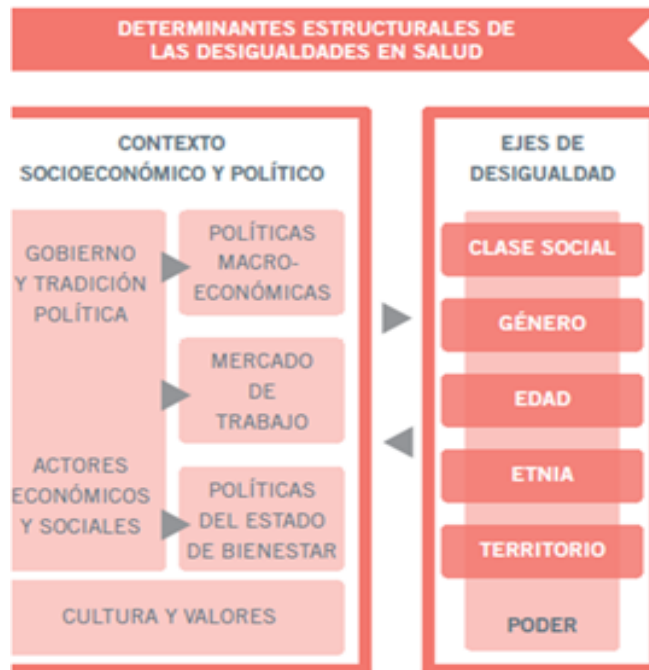 DETERMINANTES ESTRUCTURALES DE
LAS DESIGUALDADES EN SALUD
CONTEXTO
SOCIOECONÓMICO Y POLÍTICO
GOBIERNO
Y TRADICIÓN
POLÍTICA
ACTORES
ECONÓMICOS
Y SOCIALES
POLÍTICAS
MACRO-
ECONÓMICAS
MERCADO
DE
TRABAJO
POLÍTICAS
DEL ESTADO
DE BIENESTAR
CULTURA Y VALORES
EJES DE
DESIGUALDAD
CLASE SOCIAL
GÉNERO
EDAD
ETNIA
TERRITORIO
PODER